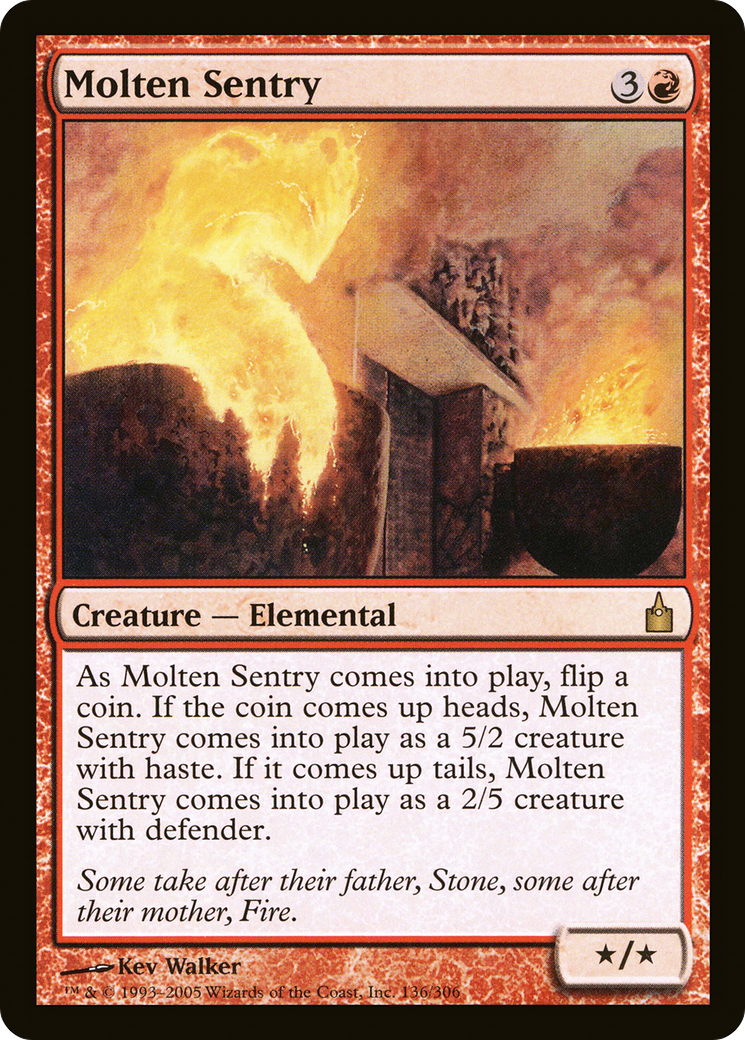 Molten Sentry 3
Creature — Elemental
As Molten Sentry comes into play, flip a
coin. If the coin comes up heads, Molten
Sentry comes into play as a 5/2 creature
with haste. If it comes up tails, Molten
Sentry comes into play as a 2/5 creature
with defender.
Some take after their father, Stone, some after
their mother, Fire.
★/★
Kev Walker
™ & © 1993–2005 Wizards of the Coast, Inc. 136/306